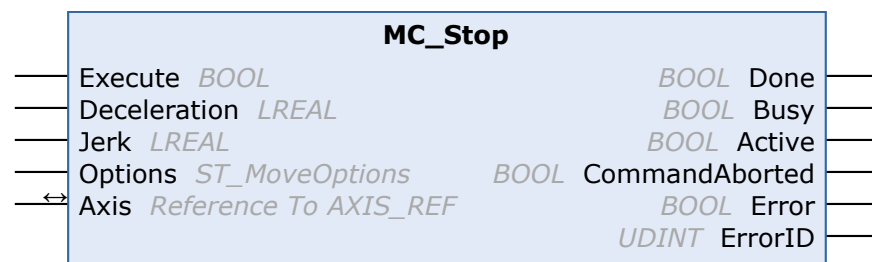 MC_Stop
Execute BOOL BOOL Done
Deceleration LREAL BOOL Busy
Jerk LREAL BOOL Active
Options ST_MoveOptions BOOL CommandAborted
↔ Axis Reference To AXIS_REF BOOL Error
UDINT ErrorID